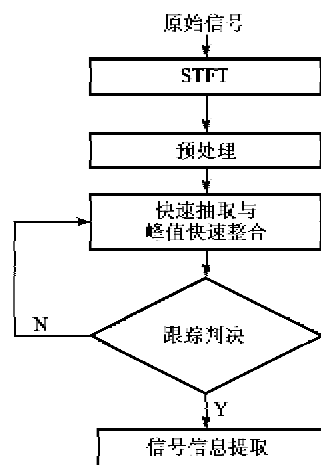 原始信号
STFT
预处理
快速抽取与
峰值快速整合
N
跟踪判决
Y
信号信息提取